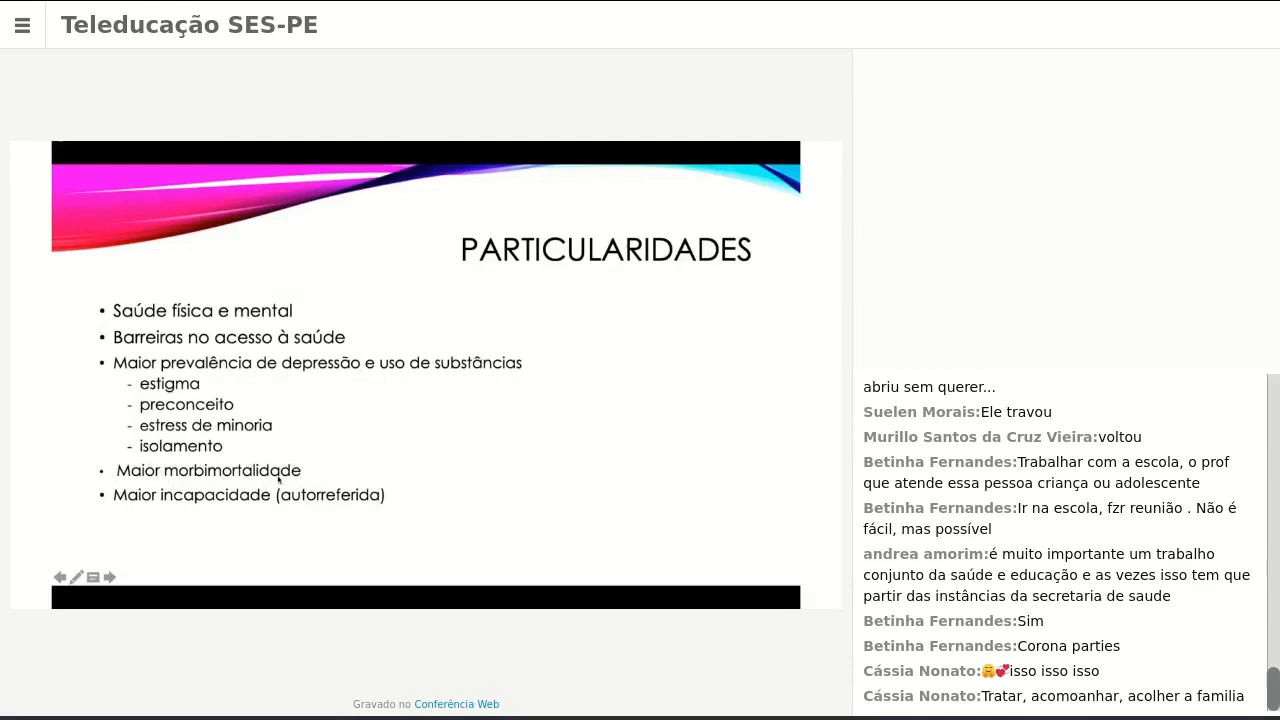 Teleducação SES-PE
PARTICULARIDADES
• Saúde física e mental
• Barreiras no acesso à saúde
• Maior prevalência de depressão e uso de substâncias
- estigma
- preconceito
- estress de minoria
- isolamento
• Maior morbimortalidade
• Maior incapacidade (autorreferida)
Gravado no Conferência Web
abriu sem querer...
Suelen Morais:Ele travou
Murillo Santos da Cruz Vieira:voltou
Betinha Fernandes:Trabalhar com a escola, o prof
que atende essa pessoa criança ou adolescente
Betinha Fernandes:Ir na escola, fzr reunião . Não é
fácil, mas possível
andrea amorim:é muito importante um trabalho
conjunto da saúde e educação e as vezes isso tem que
partir das instâncias da secretaria de saude
Betinha Fernandes:Sim
Betinha Fernandes:Corona parties
Cássia Nonato:🤗💕isso isso isso
Cássia Nonato:Tratar, acomoanhar, acolher a familia